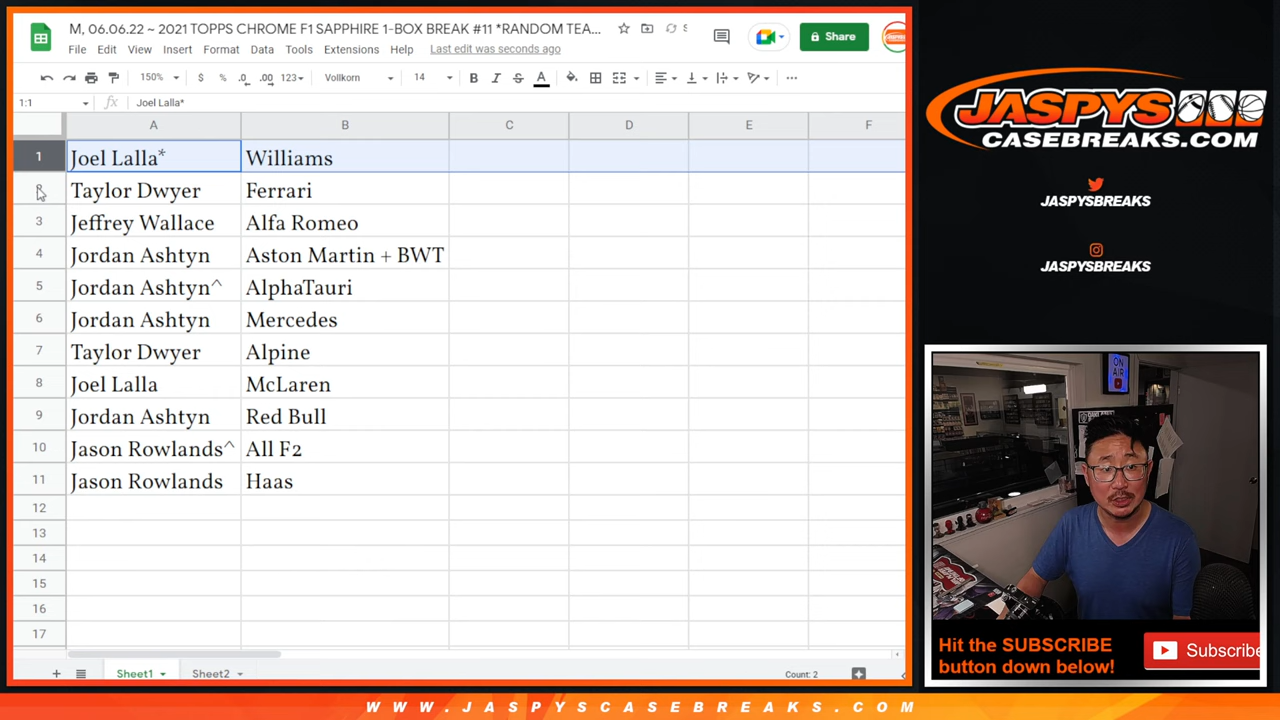 M, 06.06.22 ~ 2021 TOPPS CHROME F1 SAPPHIRE 1-BOX BREAK #11 *RANDOM TEA...
File Edit View Insert Format Data Tools Extensions Help Last edit was seconds ago
Share
150% $ % .0 .00 123 Vollkorn 14 B I S A
1:1 fx Joel Lalla*
A B C D E F
1 Joel Lalla* Williams
Taylor Dwyer Ferrari
3 Jeffrey Wallace Alfa Romeo
4 Jordan Ashtyn Aston Martin + BWT
5 Jordan Ashtyn^ AlphaTauri
6 Jordan Ashtyn Mercedes
7 Taylor Dwyer Alpine
8 Joel Lalla McLaren
9 Jordan Ashtyn Red Bull
10 Jason Rowlands^ All F2
11 Jason Rowlands Haas
12
13
14
15
16
17
Sheet1 Sheet2 Count: 2
JASPYS
CASEBREAKS.COM
JASPYSBREAKS
JASPYSBREAKS
ON
AIR
Hit the SUBSCRIBE
button down below!
Subscribe
WWW.JASPYSCASEBREAKS.COM